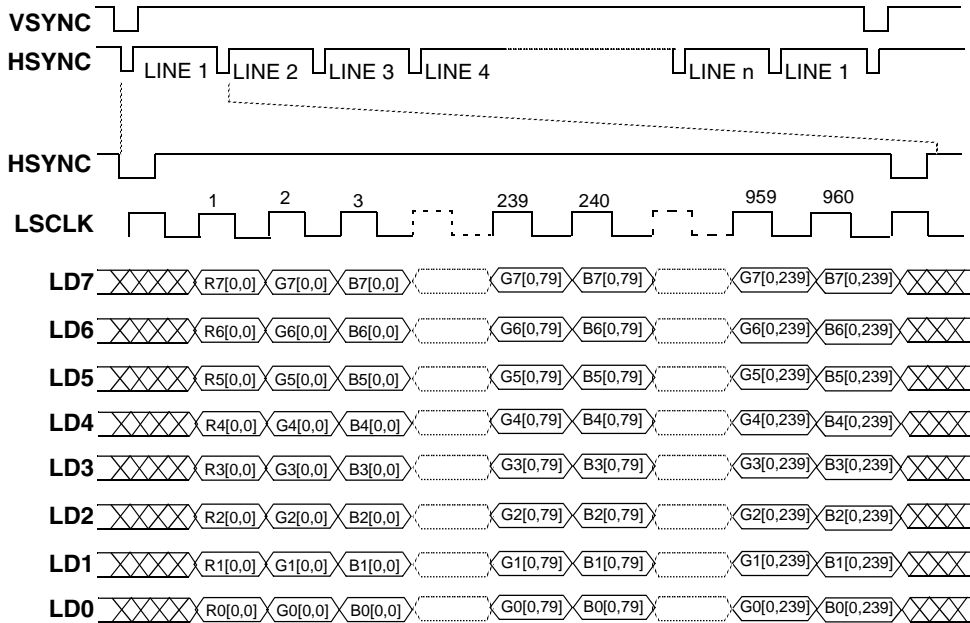 VSYNC
HSYNC
LINE 1 LINE 2 LINE 3 LINE 4 LINE n LINE 1
HSYNC
1 2 3 239 240 959 960
LSCLK
LD7 R7[0,0] G7[0,0] B7[0,0] G7[0,79] B7[0,79] G7[0,239] B7[0,239]
LD6 R6[0,0] G6[0,0] B6[0,0] G6[0,79] B6[0,79] G6[0,239] B6[0,239]
LD5 R5[0,0] G5[0,0] B5[0,0] G5[0,79] B5[0,79] G5[0,239] B5[0,239]
LD4 R4[0,0] G4[0,0] B4[0,0] G4[0,79] B4[0,79] G4[0,239] B4[0,239]
LD3 R3[0,0] G3[0,0] B3[0,0] G3[0,79] B3[0,79] G3[0,239] B3[0,239]
LD2 R2[0,0] G2[0,0] B2[0,0] G2[0,79] B2[0,79] G2[0,239] B2[0,239]
LD1 R1[0,0] G1[0,0] B1[0,0] G1[0,79] B1[0,79] G1[0,239] B1[0,239]
LD0 R0[0,0] G0[0,0] B0[0,0] G0[0,79] B0[0,79] G0[0,239] B0[0,239]